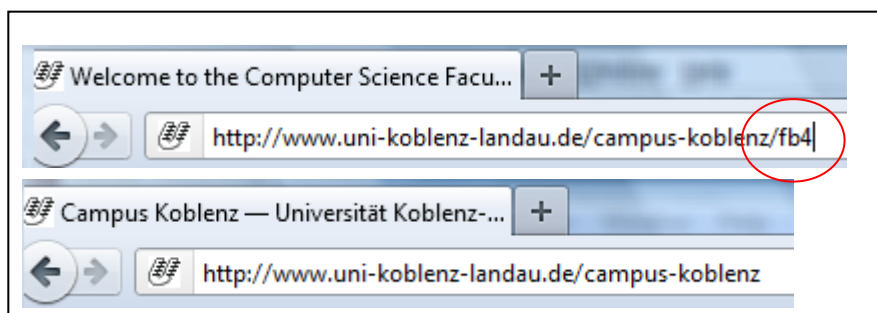 Welcome to the Computer Science Facu... +
http://www.uni-koblenz-landau.de/campus-koblenz/fb4
Campus Koblenz — Universität Koblenz-... +
http://www.uni-koblenz-landau.de/campus-koblenz